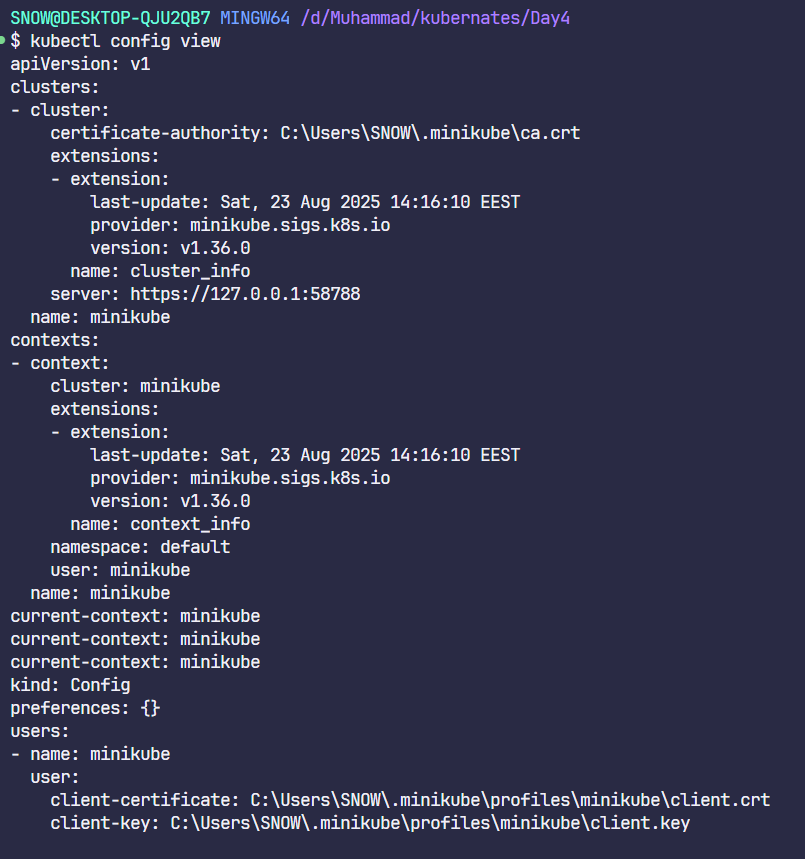 SNOW@DESKTOP-QJU2QB7 MINGW64 /d/Muhammad/kubernates/Day4
$ kubectl config view
apiVersion: v1
clusters:
- cluster:
    certificate-authority: C:\Users\SNOW\.minikube\ca.crt
    extensions:
    - extension:
        last-update: Sat, 23 Aug 2025 14:16:10 EEST
        provider: minikube.sigs.k8s.io
        version: v1.36.0
      name: cluster_info
    server: https://127.0.0.1:58788
  name: minikube
contexts:
- context:
    cluster: minikube
    extensions:
    - extension:
        last-update: Sat, 23 Aug 2025 14:16:10 EEST
        provider: minikube.sigs.k8s.io
        version: v1.36.0
      name: context_info
    namespace: default
    user: minikube
  name: minikube
current-context: minikube
current-context: minikube
current-context: minikube
kind: Config
preferences: {}
users:
- name: minikube
  user:
    client-certificate: C:\Users\SNOW\.minikube\profiles\minikube\client.crt
    client-key: C:\Users\SNOW\.minikube\profiles\minikube\client.key